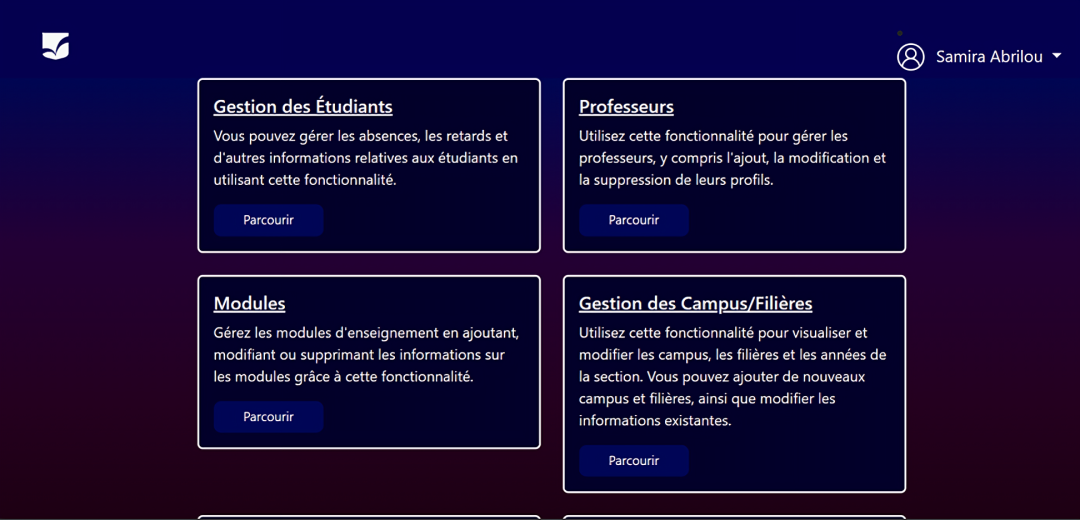 Samira Abrilou
Gestion des Étudiants
Vous pouvez gérer les absences, les retards et
d'autres informations relatives aux étudiants en
utilisant cette fonctionnalité.
Parcourir
Professeurs
Utilisez cette fonctionnalité pour gérer les
professeurs, y compris l'ajout, la modification et
la suppression de leurs profils.
Parcourir
Modules
Gérez les modules d'enseignement en ajoutant,
modifiant ou supprimant les informations sur
les modules grâce à cette fonctionnalité.
Parcourir
Gestion des Campus/Filières
Utilisez cette fonctionnalité pour visualiser et
modifier les campus, les filières et les années de
la section. Vous pouvez ajouter de nouveaux
campus et filières, ainsi que modifier les
informations existantes.
Parcourir